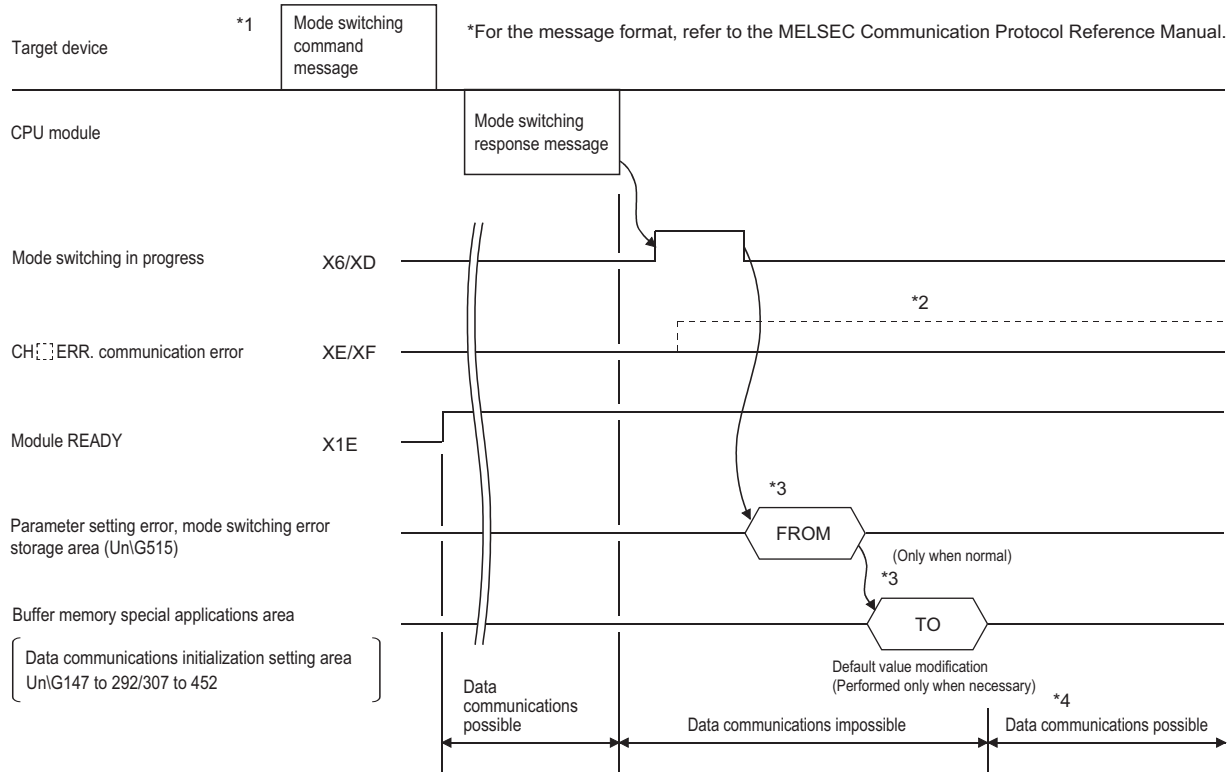 *1
Mode switching
command
message
*For the message format, refer to the MELSEC Communication Protocol Reference Manual.
Target device
CPU module
Mode switching
response message
Mode switching in progress
X6/XD
*2
CH ERR. communication error
XE/XF
Module READY
X1E
*3
Parameter setting error, mode switching error
storage area (Un\G515)
FROM
(Only when normal)
*3
Buffer memory special applications area
TO
Data communications initialization setting area
Un\G147 to 292/307 to 452
Default value modification
(Performed only when necessary)
*4
Data
communications
possible
Data communications impossible
Data communications possible